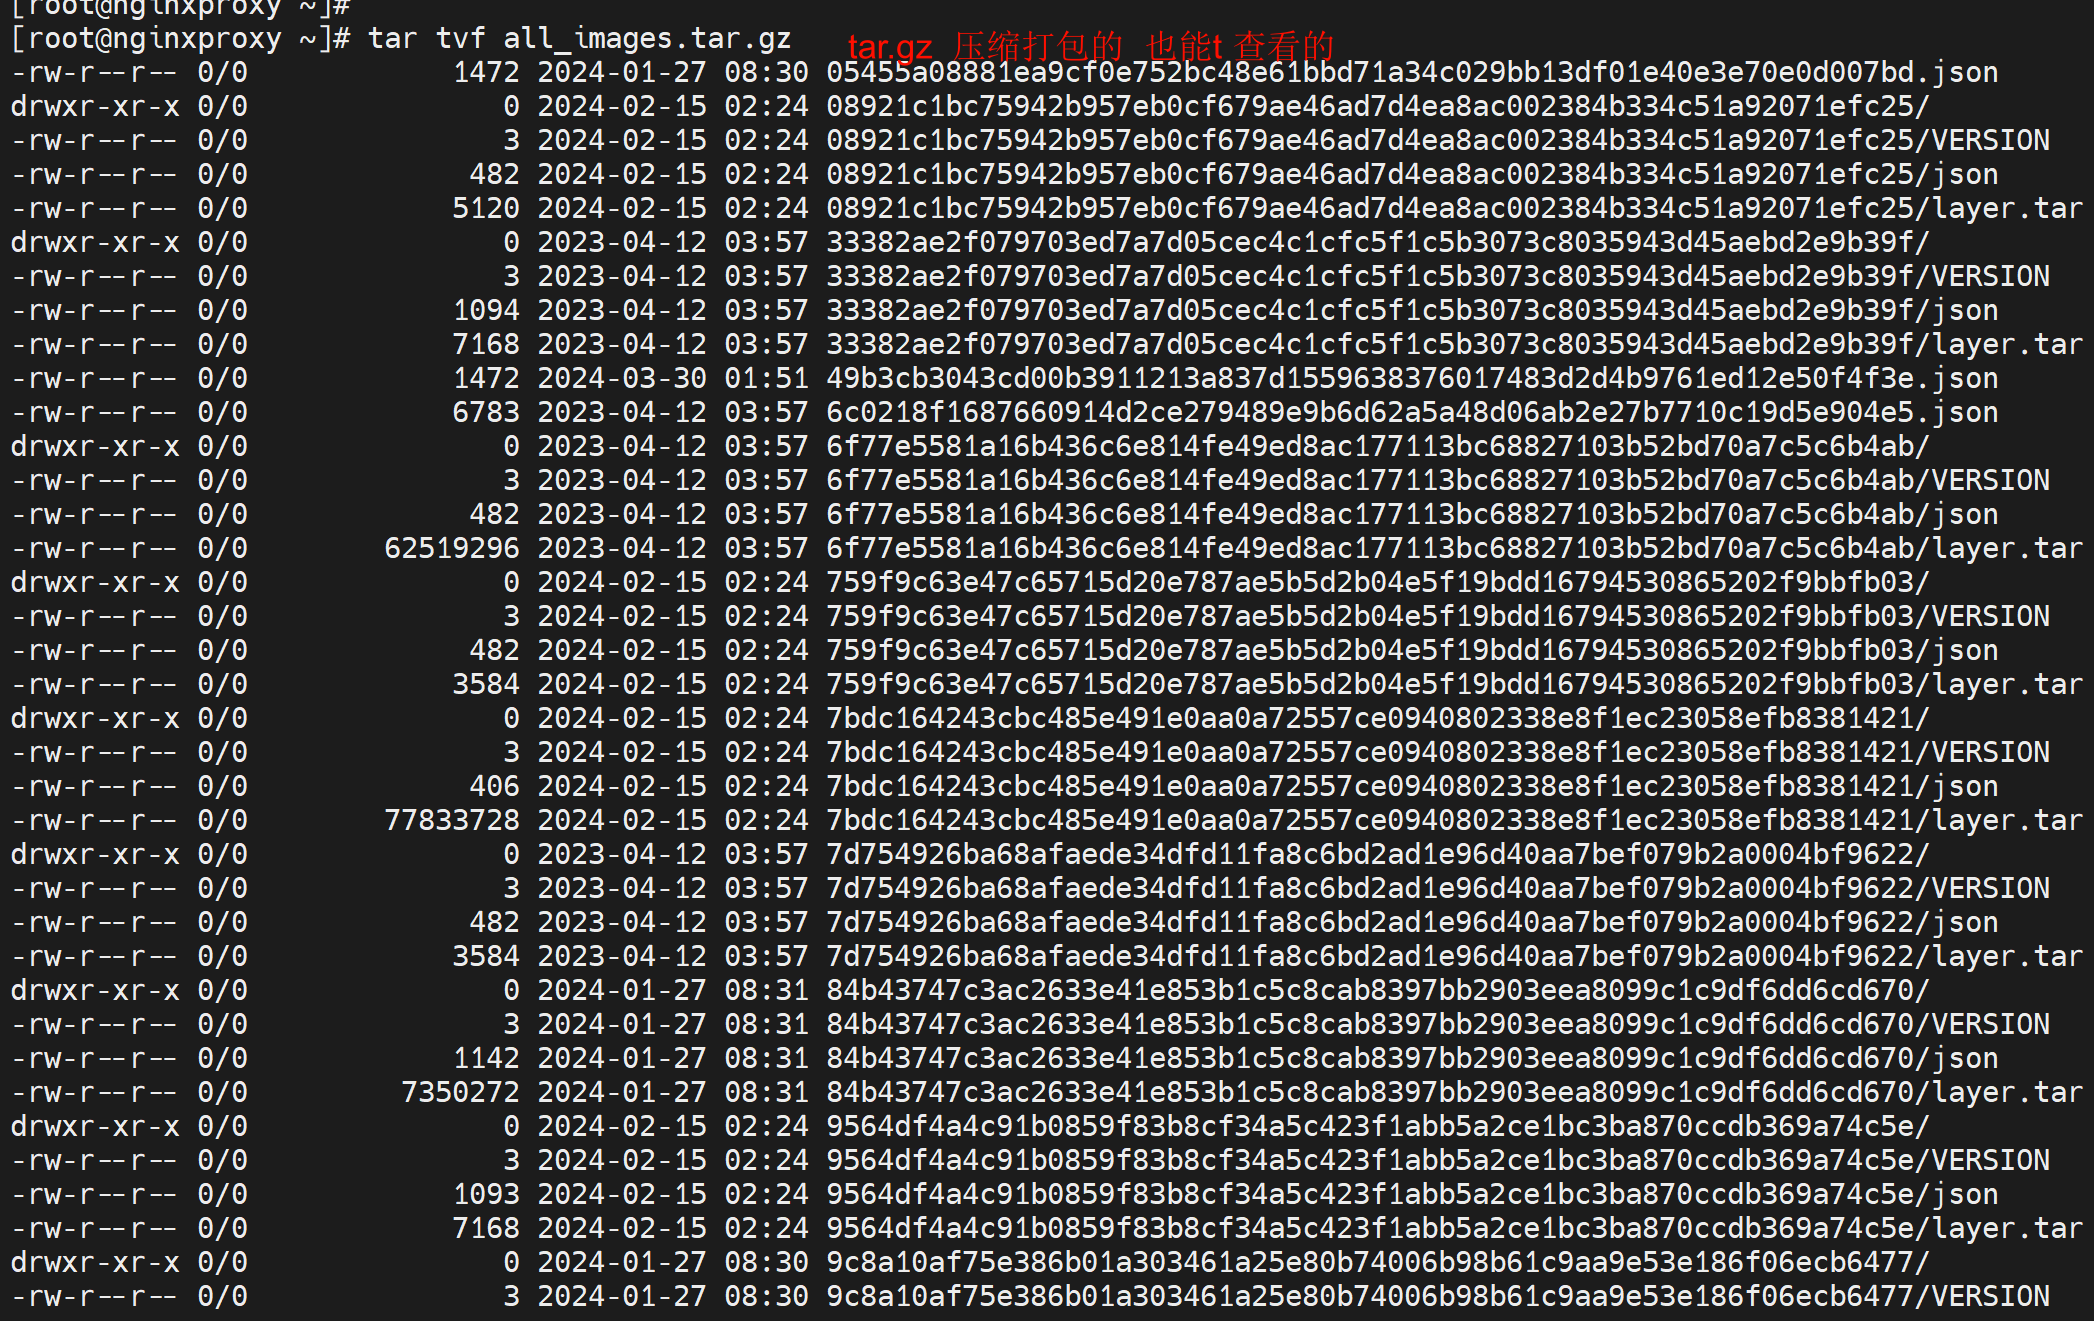 [root@nginxproxy ~]#
[root@nginxproxy ~]# tar tvf all_images.tar.gz tar.gz 压缩打包的 也能t 查看的
-rw-r--r-- 0/0 1472 2024-01-27 08:30 05455a08881ea9cf0e752bc48e61bbd71a34c029bb13df01e40e3e70e0d007bd.json
drwxr-xr-x 0/0 0 2024-02-15 02:24 08921c1bc75942b957eb0cf679ae46ad7d4ea8ac002384b334c51a92071efc25/
-rw-r--r-- 0/0 3 2024-02-15 02:24 08921c1bc75942b957eb0cf679ae46ad7d4ea8ac002384b334c51a92071efc25/VERSION
-rw-r--r-- 0/0 482 2024-02-15 02:24 08921c1bc75942b957eb0cf679ae46ad7d4ea8ac002384b334c51a92071efc25/json
-rw-r--r-- 0/0 5120 2024-02-15 02:24 08921c1bc75942b957eb0cf679ae46ad7d4ea8ac002384b334c51a92071efc25/layer.tar
drwxr-xr-x 0/0 0 2023-04-12 03:57 33382ae2f079703ed7a7d05cec4c1cfc5f1c5b3073c8035943d45aebd2e9b39f/
-rw-r--r-- 0/0 3 2023-04-12 03:57 33382ae2f079703ed7a7d05cec4c1cfc5f1c5b3073c8035943d45aebd2e9b39f/VERSION
-rw-r--r-- 0/0 1094 2023-04-12 03:57 33382ae2f079703ed7a7d05cec4c1cfc5f1c5b3073c8035943d45aebd2e9b39f/json
-rw-r--r-- 0/0 7168 2023-04-12 03:57 33382ae2f079703ed7a7d05cec4c1cfc5f1c5b3073c8035943d45aebd2e9b39f/layer.tar
-rw-r--r-- 0/0 1472 2024-03-30 01:51 49b3cb3043cd00b3911213a837d1559638376017483d2d4b9761ed12e50f4f3e.json
-rw-r--r-- 0/0 6783 2023-04-12 03:57 6c0218f1687660914d2ce279489e9b6d62a5a48d06ab2e27b7710c19d5e904e5.json
drwxr-xr-x 0/0 0 2023-04-12 03:57 6f77e5581a16b436c6e814fe49ed8ac177113bc68827103b52bd70a7c5c6b4ab/
-rw-r--r-- 0/0 3 2023-04-12 03:57 6f77e5581a16b436c6e814fe49ed8ac177113bc68827103b52bd70a7c5c6b4ab/VERSION
-rw-r--r-- 0/0 482 2023-04-12 03:57 6f77e5581a16b436c6e814fe49ed8ac177113bc68827103b52bd70a7c5c6b4ab/json
-rw-r--r-- 0/0 62519296 2023-04-12 03:57 6f77e5581a16b436c6e814fe49ed8ac177113bc68827103b52bd70a7c5c6b4ab/layer.tar
drwxr-xr-x 0/0 0 2024-02-15 02:24 759f9c63e47c65715d20e787ae5b5d2b04e5f19bdd16794530865202f9bbfb03/
-rw-r--r-- 0/0 3 2024-02-15 02:24 759f9c63e47c65715d20e787ae5b5d2b04e5f19bdd16794530865202f9bbfb03/VERSION
-rw-r--r-- 0/0 482 2024-02-15 02:24 759f9c63e47c65715d20e787ae5b5d2b04e5f19bdd16794530865202f9bbfb03/json
-rw-r--r-- 0/0 3584 2024-02-15 02:24 759f9c63e47c65715d20e787ae5b5d2b04e5f19bdd16794530865202f9bbfb03/layer.tar
drwxr-xr-x 0/0 0 2024-02-15 02:24 7bdc164243cbc485e491e0aa0a72557ce0940802338e8f1ec23058efb8381421/
-rw-r--r-- 0/0 3 2024-02-15 02:24 7bdc164243cbc485e491e0aa0a72557ce0940802338e8f1ec23058efb8381421/VERSION
-rw-r--r-- 0/0 406 2024-02-15 02:24 7bdc164243cbc485e491e0aa0a72557ce0940802338e8f1ec23058efb8381421/json
-rw-r--r-- 0/0 77833728 2024-02-15 02:24 7bdc164243cbc485e491e0aa0a72557ce0940802338e8f1ec23058efb8381421/layer.tar
drwxr-xr-x 0/0 0 2023-04-12 03:57 7d754926ba68afaede34dfd11fa8c6bd2ad1e96d40aa7bef079b2a0004bf9622/
-rw-r--r-- 0/0 3 2023-04-12 03:57 7d754926ba68afaede34dfd11fa8c6bd2ad1e96d40aa7bef079b2a0004bf9622/VERSION
-rw-r--r-- 0/0 482 2023-04-12 03:57 7d754926ba68afaede34dfd11fa8c6bd2ad1e96d40aa7bef079b2a0004bf9622/json
-rw-r--r-- 0/0 3584 2023-04-12 03:57 7d754926ba68afaede34dfd11fa8c6bd2ad1e96d40aa7bef079b2a0004bf9622/layer.tar
drwxr-xr-x 0/0 0 2024-01-27 08:31 84b43747c3ac2633e41e853b1c5c8cab8397bb2903eea8099c1c9df6dd6cd670/
-rw-r--r-- 0/0 3 2024-01-27 08:31 84b43747c3ac2633e41e853b1c5c8cab8397bb2903eea8099c1c9df6dd6cd670/VERSION
-rw-r--r-- 0/0 1142 2024-01-27 08:31 84b43747c3ac2633e41e853b1c5c8cab8397bb2903eea8099c1c9df6dd6cd670/json
-rw-r--r-- 0/0 7350272 2024-01-27 08:31 84b43747c3ac2633e41e853b1c5c8cab8397bb2903eea8099c1c9df6dd6cd670/layer.tar
drwxr-xr-x 0/0 0 2024-02-15 02:24 9564df4a4c91b0859f83b8cf34a5c423f1abb5a2ce1bc3ba870ccdb369a74c5e/
-rw-r--r-- 0/0 3 2024-02-15 02:24 9564df4a4c91b0859f83b8cf34a5c423f1abb5a2ce1bc3ba870ccdb369a74c5e/VERSION
-rw-r--r-- 0/0 1093 2024-02-15 02:24 9564df4a4c91b0859f83b8cf34a5c423f1abb5a2ce1bc3ba870ccdb369a74c5e/json
-rw-r--r-- 0/0 7168 2024-02-15 02:24 9564df4a4c91b0859f83b8cf34a5c423f1abb5a2ce1bc3ba870ccdb369a74c5e/layer.tar
drwxr-xr-x 0/0 0 2024-01-27 08:30 9c8a10af75e386b01a303461a25e80b74006b98b61c9aa9e53e186f06ecb6477/
-rw-r--r-- 0/0 3 2024-01-27 08:30 9c8a10af75e386b01a303461a25e80b74006b98b61c9aa9e53e186f06ecb6477/VERSION